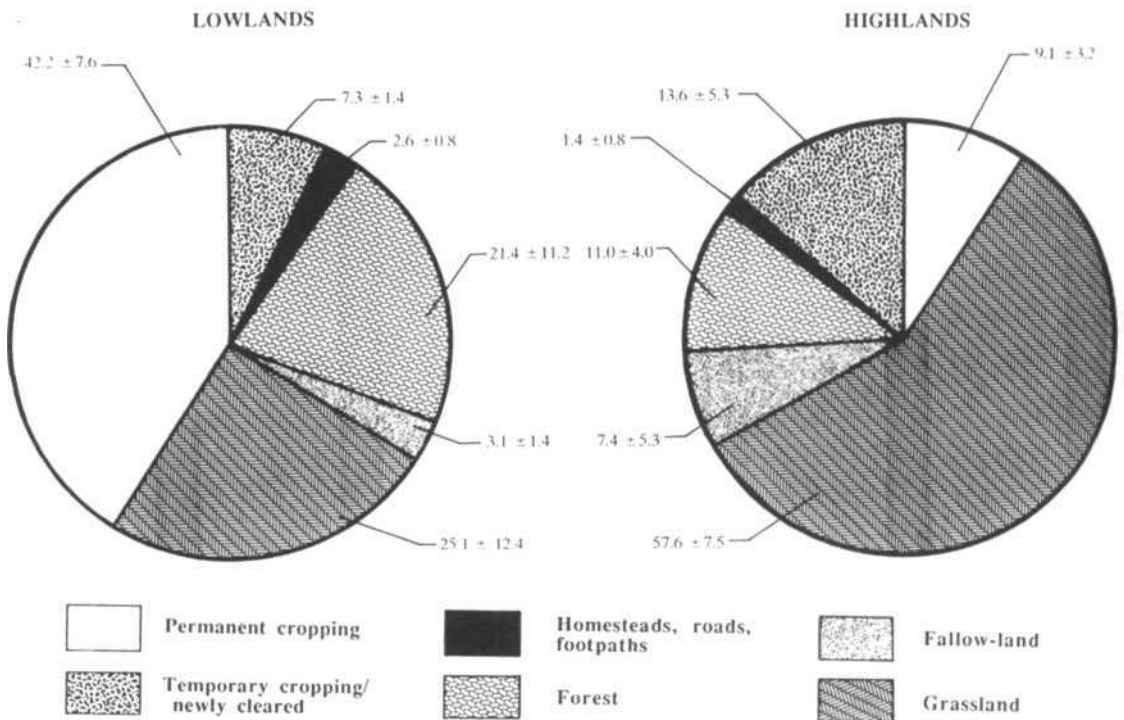 LOWLANDS
42.2 ±7.6
7.3 ±1.4
2.6 ±0.8
21.4 ±11.2
3.1 ±1.4
25.1 ± 12.4
HIGHLANDS
9.1 ±3.2
13.6 ±5.3
1.4 ±0.8
11.0±4.0
7.4 ±5.3
57.6 ±7.5
Permanent cropping
Homesteads, roads,
footpaths
Fallow-land
Temporary cropping/
newly cleared
Forest
Grassland